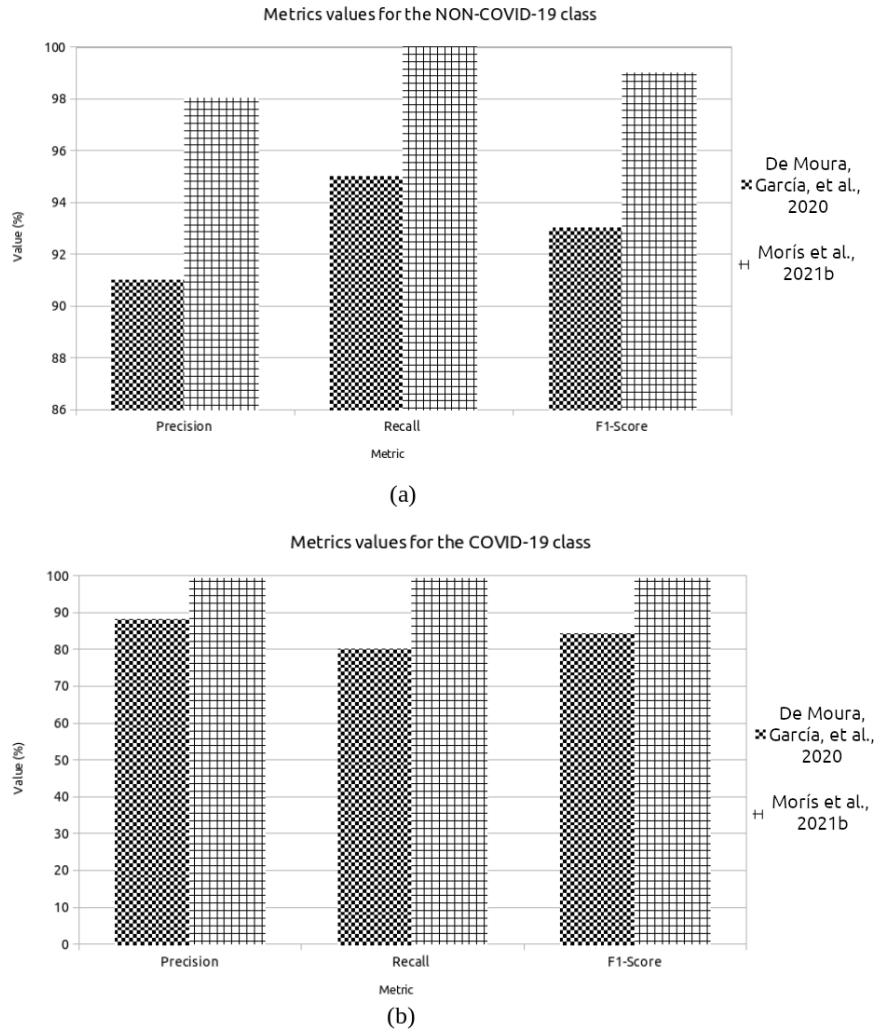 Metrics values for the NON-COVID-19 class
100
98
96
94
92
90
88
86
Value (%)
Precision
Recall
F1-Score
Metric
De Moura,
García, et al.,
2020
Morís et al.,
2021b
(a)
Metrics values for the COVID-19 class
100
90
80
70
60
50
40
30
20
10
0
Value (%)
Precision
Recall
F1-Score
Metric
De Moura,
García, et al.,
2020
Morís et al.,
2021b
(b)